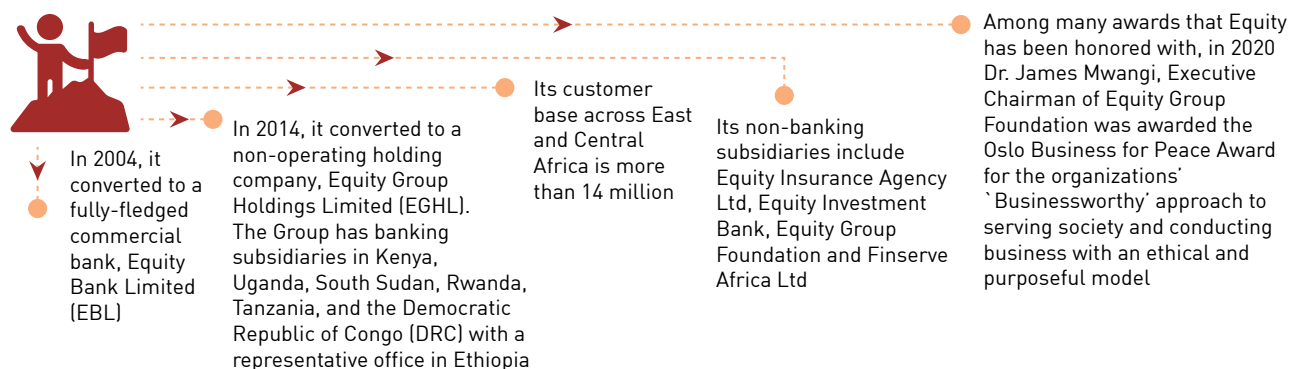 In 2004, it
converted to a
fully-fledged
commercial
bank, Equity
Bank Limited
(EBL)
In 2014, it converted to a
non-operating holding
company, Equity Group
Holdings Limited (EGHL).
The Group has banking
subsidiaries in Kenya,
Uganda, South Sudan, Rwanda,
Tanzania, and the Democratic
Republic of Congo (DRC) with a
representative office in Ethiopia
Its customer
base across East
and Central
Africa is more
than 14 million
Its non-banking
subsidiaries include
Equity Insurance Agency
Ltd, Equity Investment
Bank, Equity Group
Foundation and Finserve
Africa Ltd
Among many awards that Equity
has been honored with, in 2020
Dr. James Mwangi, Executive
Chairman of Equity Group
Foundation was awarded the
Oslo Business for Peace Award
for the organizations’
`Businessworthy’ approach to
serving society and conducting
business with an ethical and
purposeful model